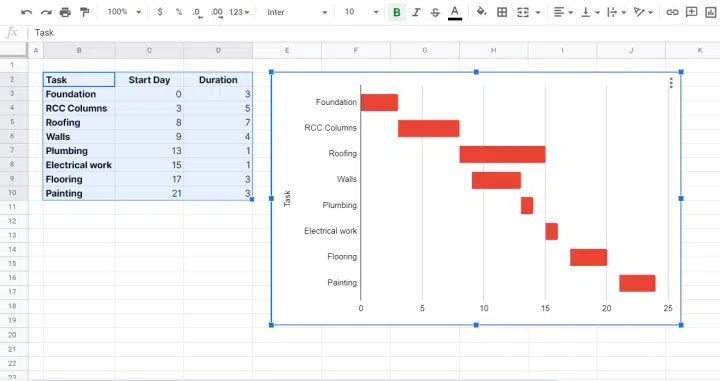 100% $ % .0 .00 123 Inter 10 B I S A
fx Task
A B C D E F G H I J K
1
2 Task Start Day Duration
3 Foundation 0 3
4 RCC Columns 3 5
5 Roofing 8 7
6 Walls 9 4
7 Plumbing 13 1
8 Electrical work 15 1
9 Flooring 17 3
10 Painting 21 3
11
12
13
14
15
16
17
18
19
20
21
22
23
Task
Foundation
RCC Columns
Roofing
Walls
Plumbing
Electrical work
Flooring
Painting
0 5 10 15 20 25